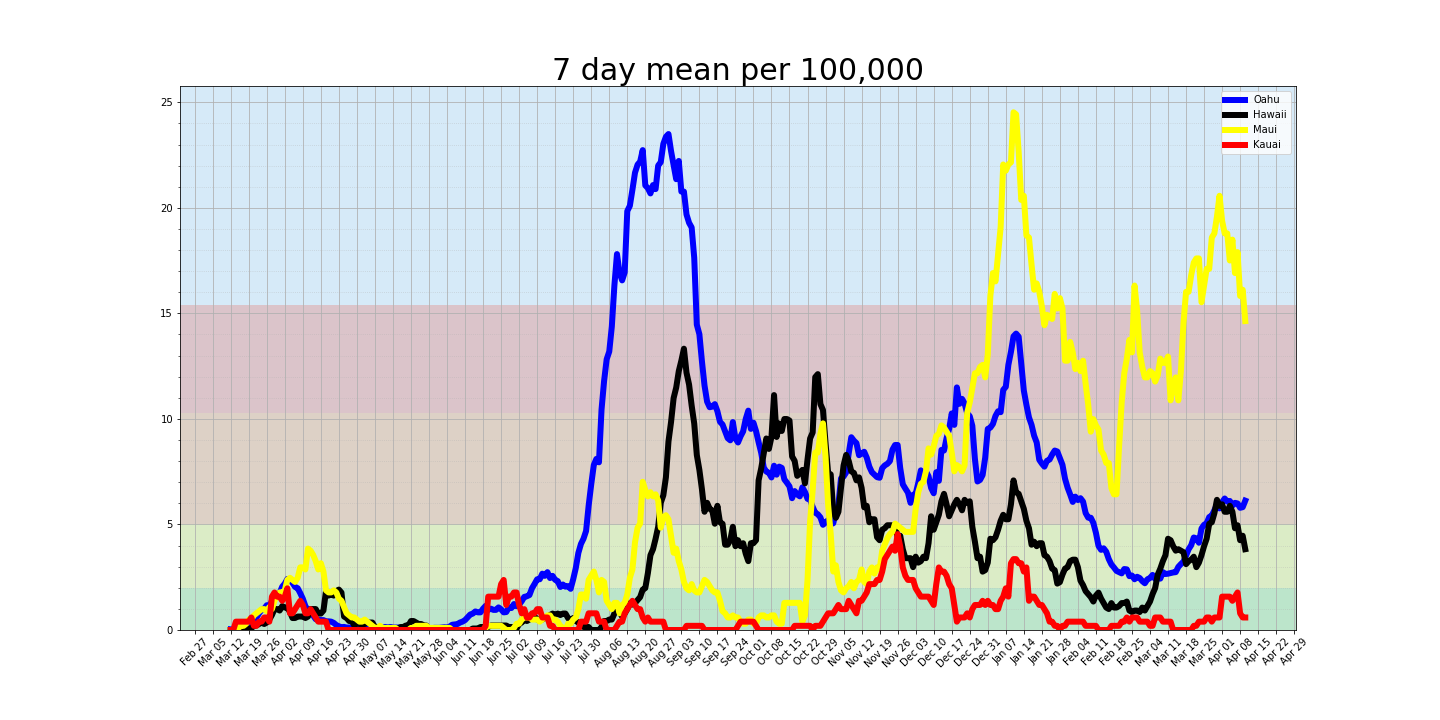 7 day mean per 100,000
Oahu
Hawaii
Maui
Kauai
25
20
15
10
5
0
Feb 27
Mar 05
Mar 12
Mar 19
Mar 26
Apr 02
Apr 09
Apr 16
Apr 23
Apr 30
May 07
May 14
May 21
May 28
Jun 04
Jun 11
Jun 18
Jun 25
Jul 02
Jul 09
Jul 16
Jul 23
Jul 30
Aug 06
Aug 13
Aug 20
Aug 27
Sep 03
Sep 10
Sep 17
Sep 24
Oct 01
Oct 08
Oct 15
Oct 22
Oct 29
Nov 05
Nov 12
Nov 19
Nov 26
Dec 03
Dec 10
Dec 17
Dec 24
Dec 31
Jan 07
Jan 14
Jan 21
Jan 28
Feb 04
Feb 11
Feb 18
Feb 25
Mar 04
Mar 11
Mar 18
Mar 25
Apr 01
Apr 08
Apr 15
Apr 22
Apr 29